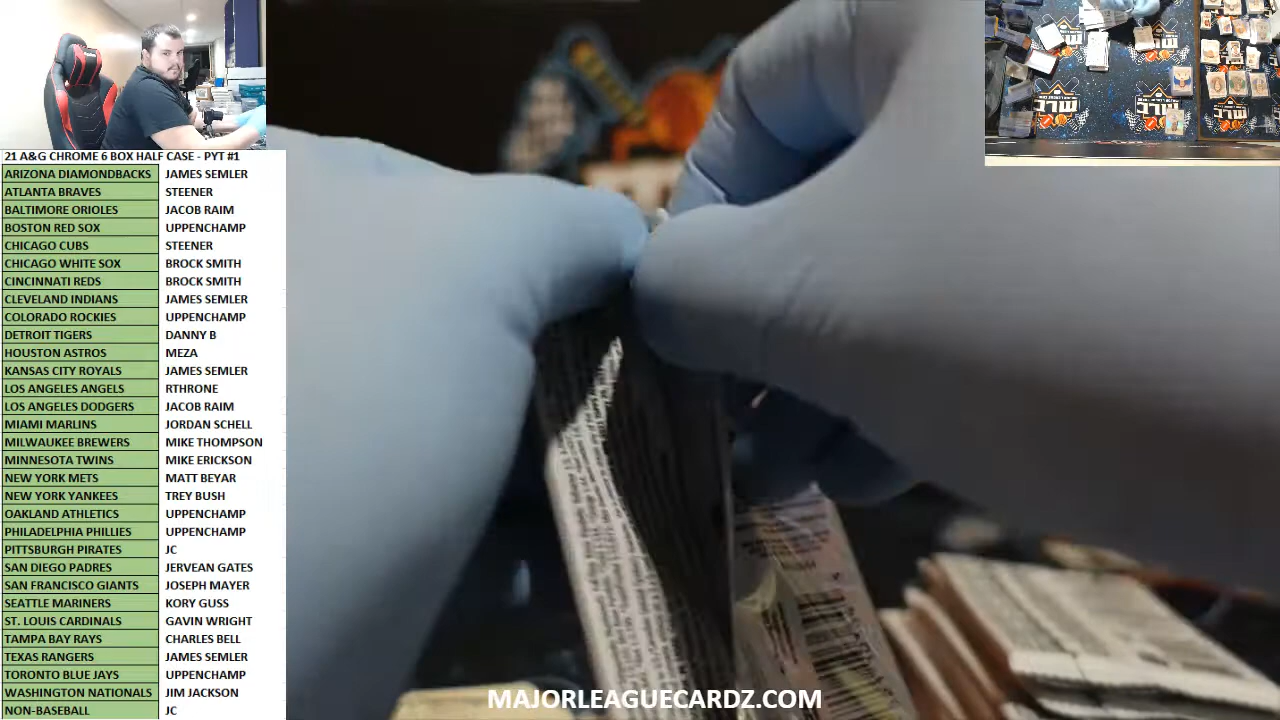 21 A&G CHROME 6 BOX HALF CASE - PYT #1
ARIZONA DIAMONDBACKS JAMES SEMLER
ATLANTA BRAVES STEENER
BALTIMORE ORIOLES JACOB RAIM
BOSTON RED SOX UPPENCHAMP
CHICAGO CUBS STEENER
CHICAGO WHITE SOX BROCK SMITH
CINCINNATI REDS BROCK SMITH
CLEVELAND INDIANS JAMES SEMLER
COLORADO ROCKIES UPPENCHAMP
DETROIT TIGERS DANNY B
HOUSTON ASTROS MEZA
KANSAS CITY ROYALS JAMES SEMLER
LOS ANGELES ANGELS RTHRONE
LOS ANGELES DODGERS JACOB RAIM
MIAMI MARLINS JORDAN SCHELL
MILWAUKEE BREWERS MIKE THOMPSON
MINNESOTA TWINS MIKE ERICKSON
NEW YORK METS MATT BEYAR
NEW YORK YANKEES TREY BUSH
OAKLAND ATHLETICS UPPENCHAMP
PHILADELPHIA PHILLIES UPPENCHAMP
PITTSBURGH PIRATES JC
SAN DIEGO PADRES JERVEAN GATES
SAN FRANCISCO GIANTS JOSEPH MAYER
SEATTLE MARINERS KORY GUSS
ST. LOUIS CARDINALS GAVIN WRIGHT
TAMPA BAY RAYS CHARLES BELL
TEXAS RANGERS JAMES SEMLER
TORONTO BLUE JAYS UPPENCHAMP
WASHINGTON NATIONALS JIM JACKSON
NON-BASEBALL JC
MAJORLEAGUECARDZ.COM